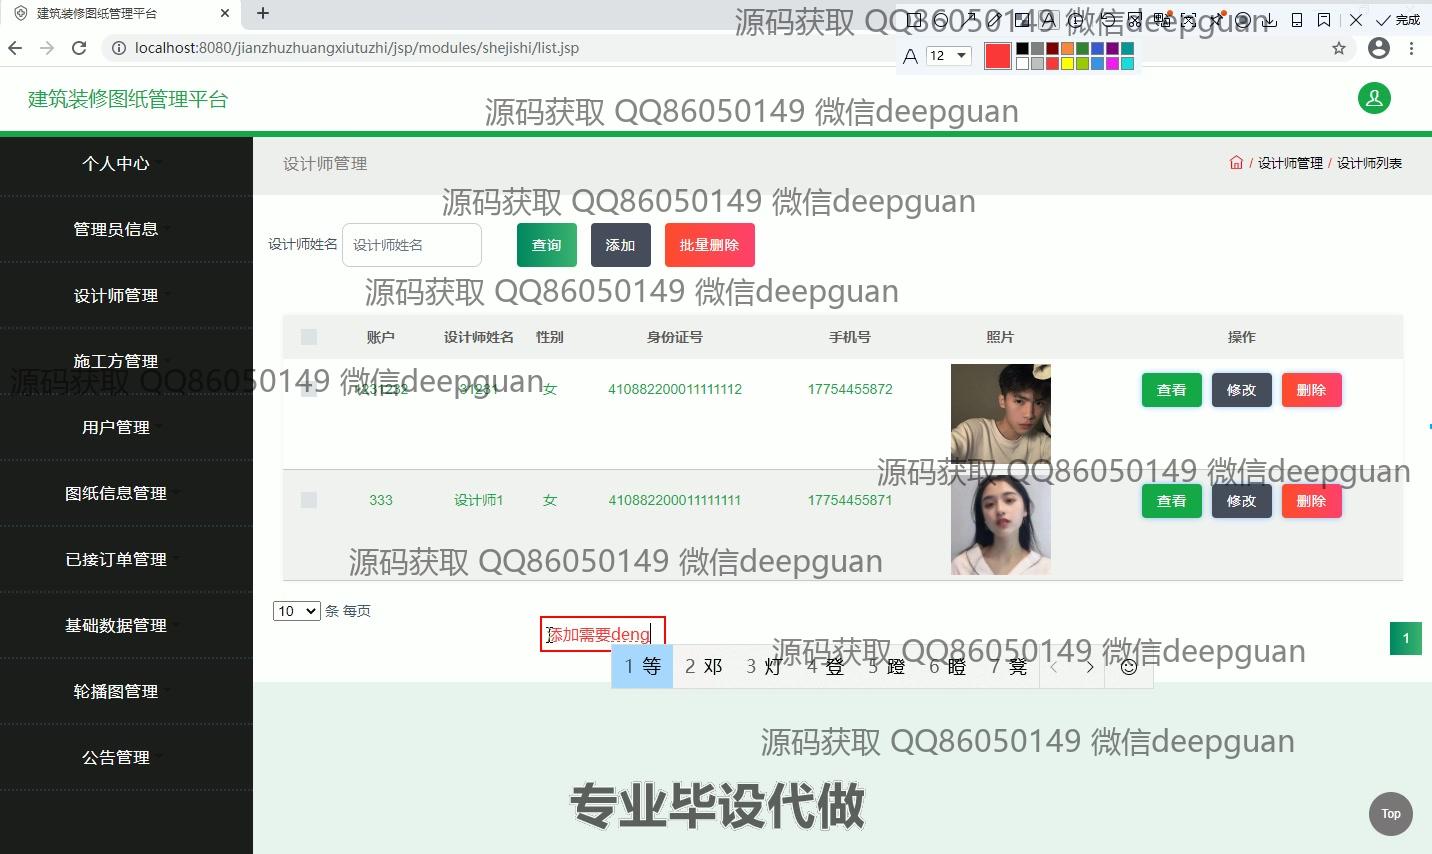 建筑装修图纸管理平台
localhost:8080/jianzhuzhuangxiutuzhi/jsp/modules/shejishi/list.jsp
源码获取 QQ86050149 微信deepguan
完成
A 12
建筑装修图纸管理平台
源码获取 QQ86050149 微信deepguan
个人中心
管理员信息
设计师管理
施工方管理
用户管理
图纸信息管理
已接订单管理
基础数据管理
轮播图管理
公告管理
设计师管理
/ 设计师管理 / 设计师列表
源码获取 QQ86050149 微信deepguan
设计师姓名 设计师姓名 查询 添加 批量删除
源码获取 QQ86050149 微信deepguan
账户 设计师姓名 性别 身份证号 手机号 照片 操作
源码获取 QQ86050149 微信deepguan
1231232 31231 女 410882200011111112 17754455872 查看 修改 删除
源码获取 QQ86050149 微信deepguan
333 设计师1 女 410882200011111111 17754455871 查看 修改 删除
源码获取 QQ86050149 微信deepguan
10 条 每页
添加需要deng
1
源码获取 QQ86050149 微信deepguan
1 等 2 邓 3 灯 4 登 5 蹬 6 瞪 7 凳
源码获取 QQ86050149 微信deepguan
专业毕设代做
Top